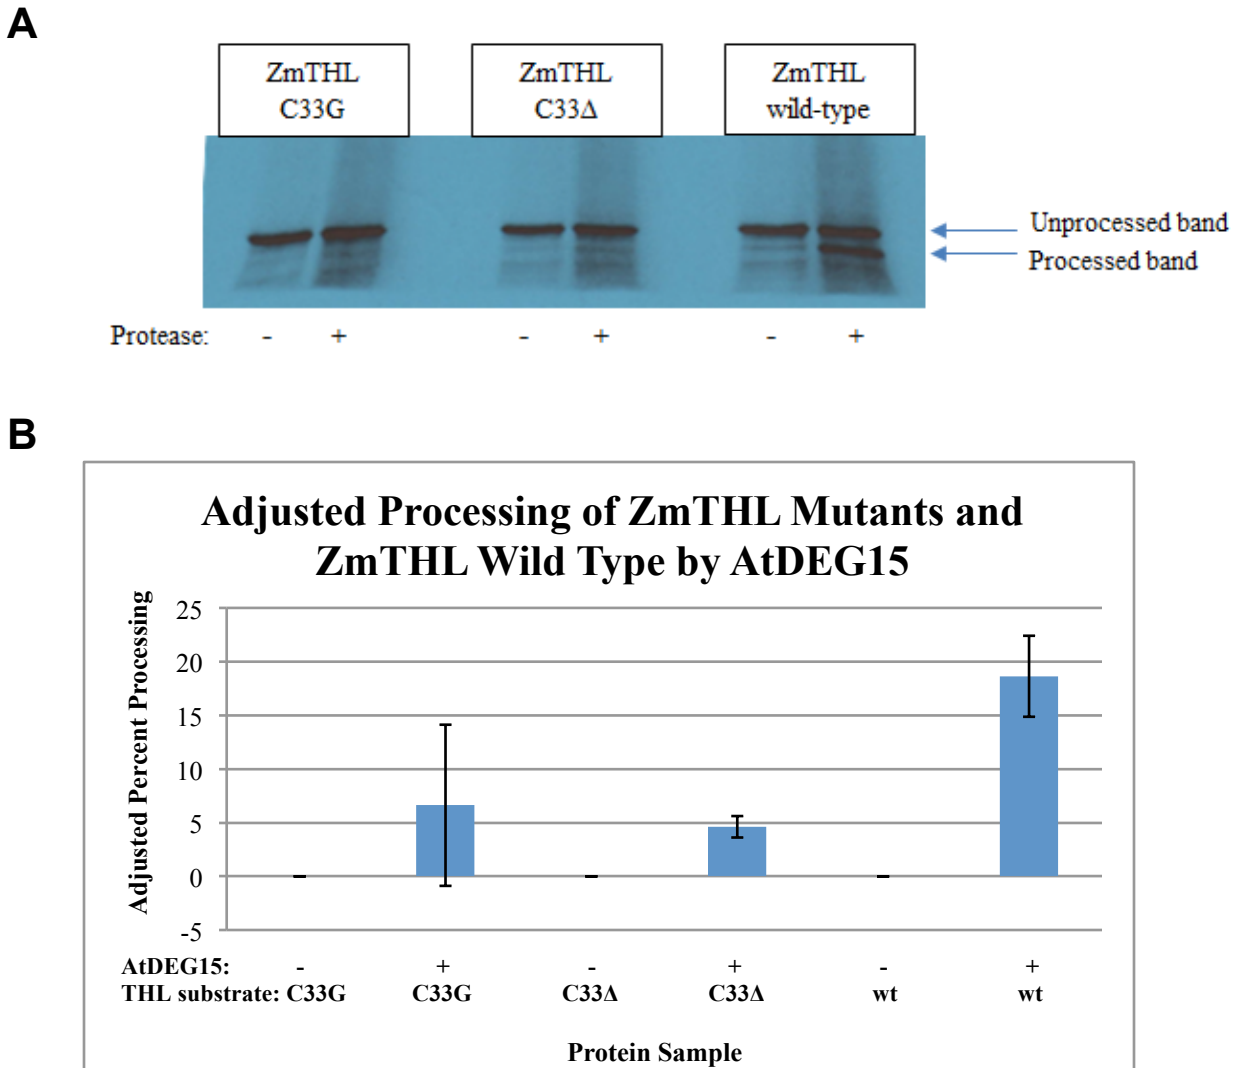 A
ZmTHL
C33G
ZmTHL
C33Δ
ZmTHL
wild-type
Unprocessed band
Processed band
Protease: - + - + - +
B
Adjusted Processing of ZmTHL Mutants and
ZmTHL Wild Type by AtDEG15
Adjusted Percent Processing
25
20
15
10
5
0
-5
AtDEG15: - + - + - +
THL substrate: C33G C33G C33Δ C33Δ wt wt
Protein Sample